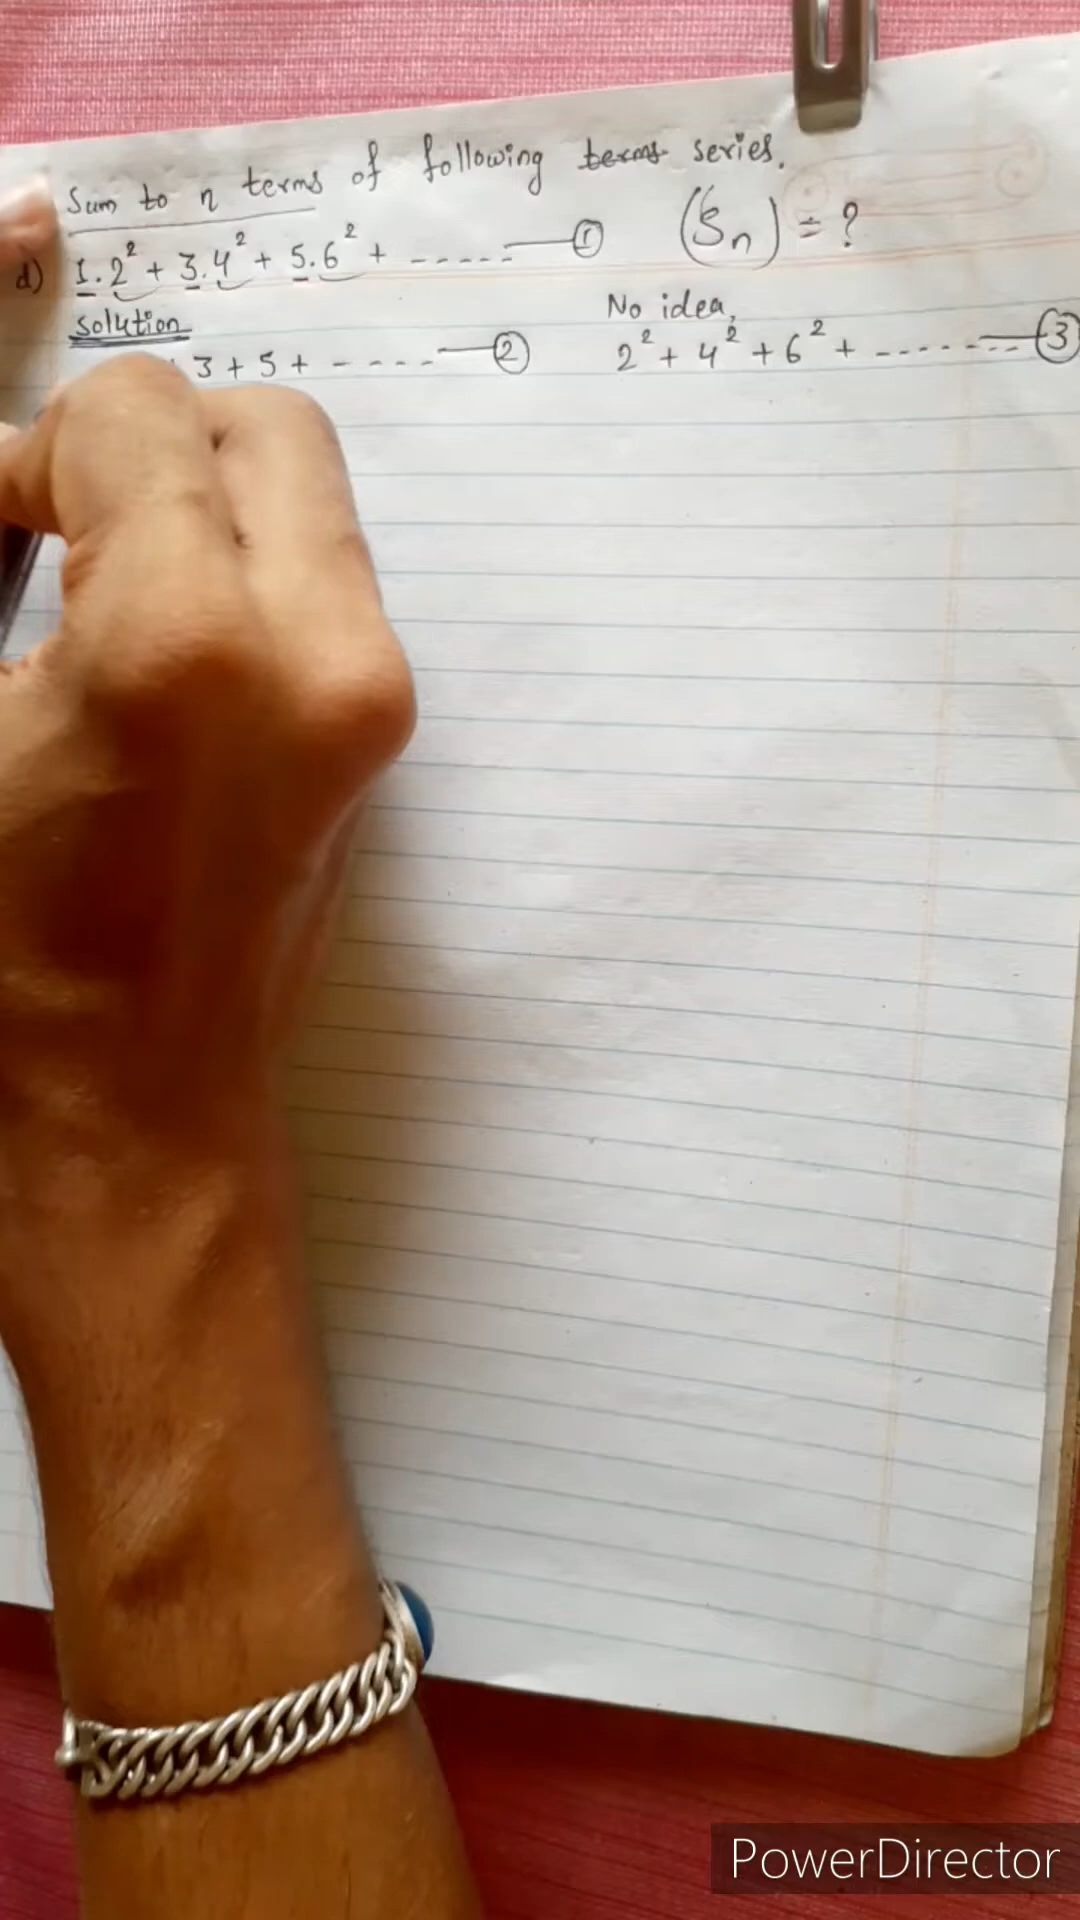 Sum to n terms of following terms series.
d) 1.2² + 3.4² + 5.6² + ----- ① (Sn) = ?
solution
No idea,
3 + 5 + ----- ② 2² + 4² + 6² + ------- ③
PowerDirector